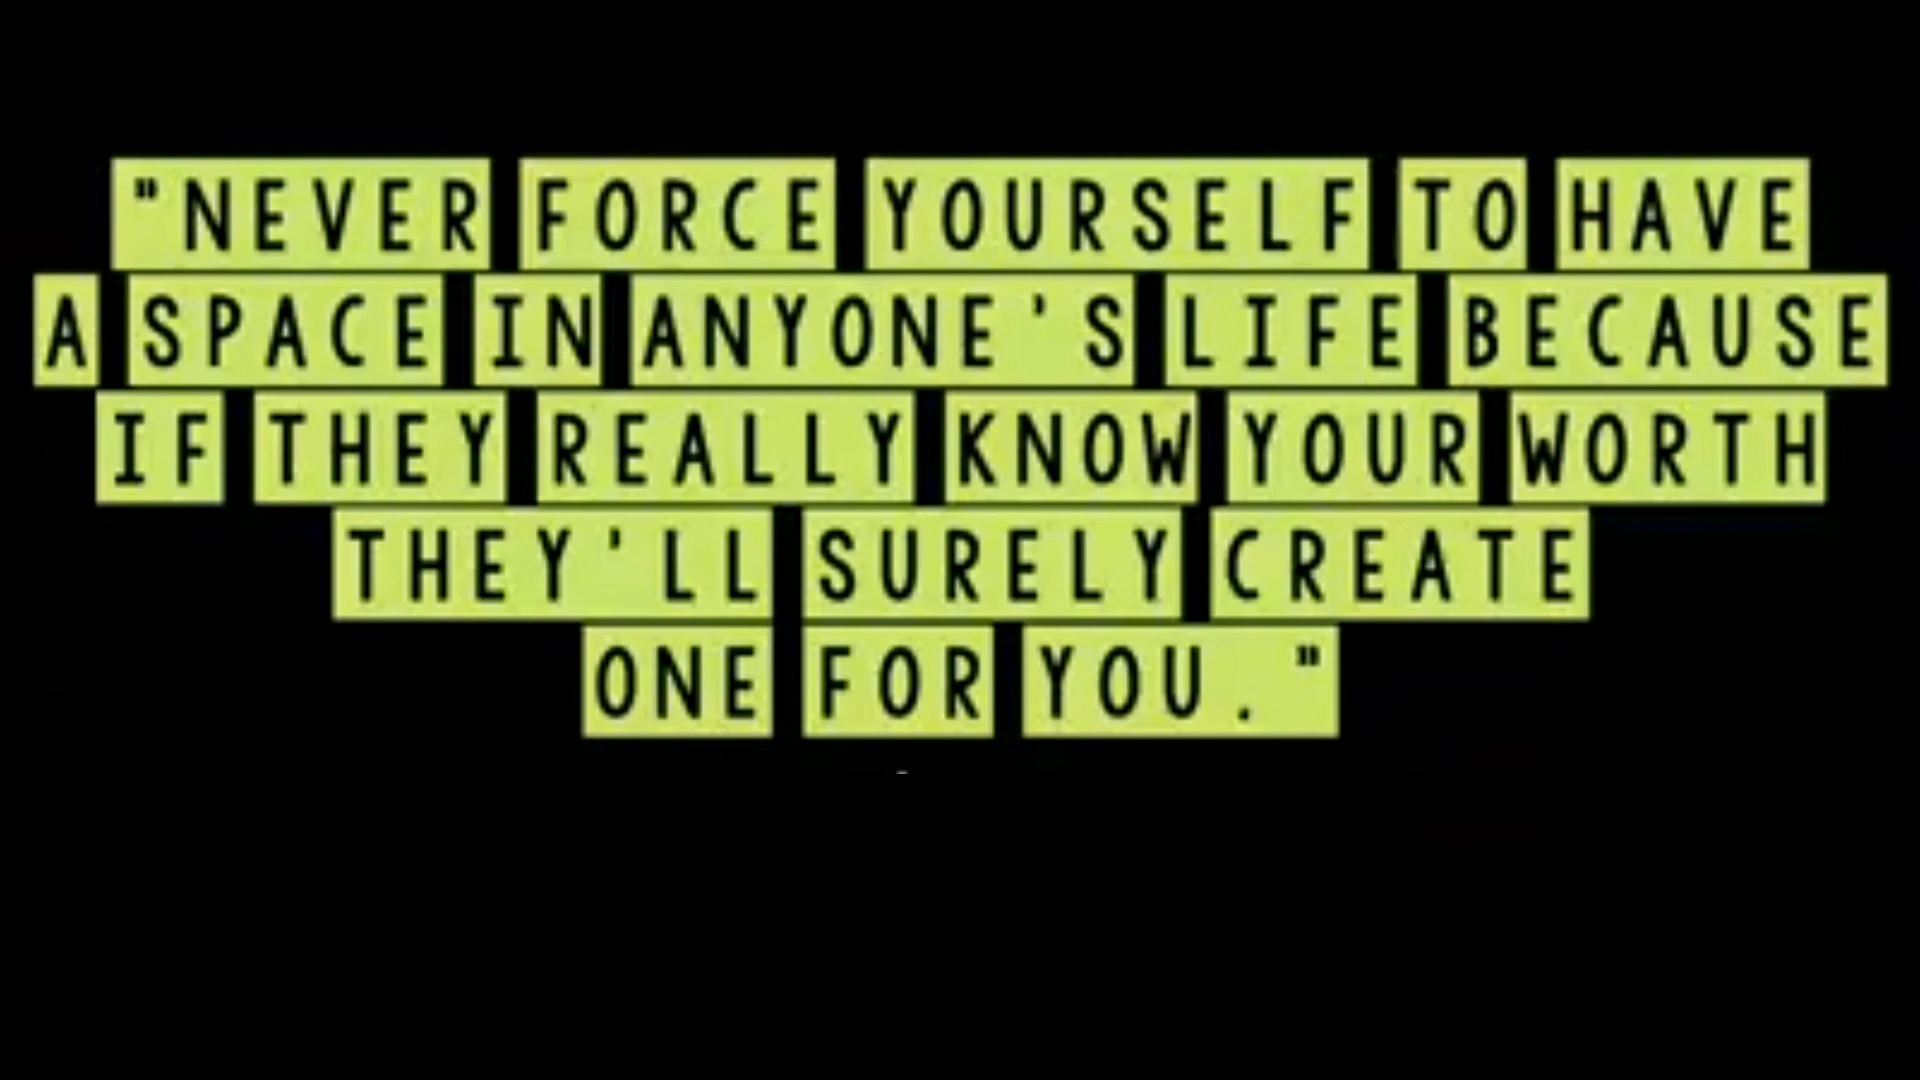 "NEVER FORCE YOURSELF TO HAVE
A SPACE IN ANYONE'S LIFE BECAUSE
IF THEY REALLY KNOW YOUR WORTH
THEY'LL SURELY CREATE
ONE FOR YOU."